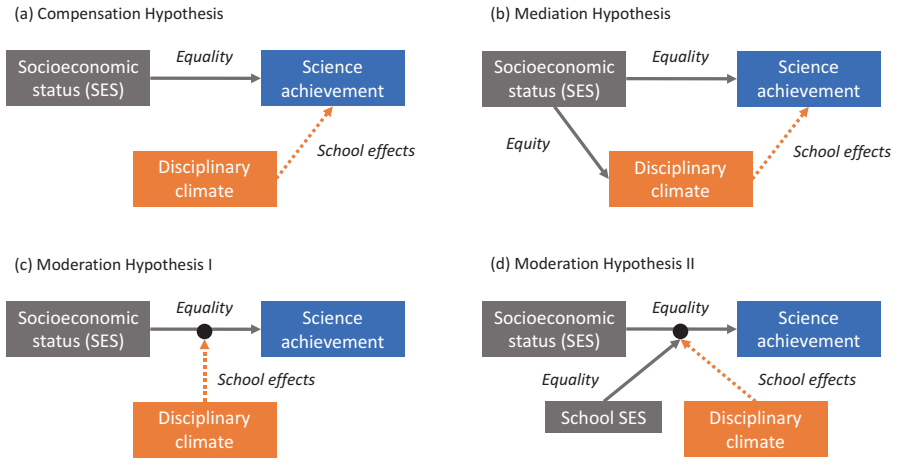 (a) Compensation Hypothesis
Socioeconomic
status (SES)
Equality
Science
achievement
School effects
Disciplinary
climate
(b) Mediation Hypothesis
Socioeconomic
status (SES)
Equality
Science
achievement
Equity
School effects
Disciplinary
climate
(c) Moderation Hypothesis I
Socioeconomic
status (SES)
Equality
Science
achievement
School effects
Disciplinary
climate
(d) Moderation Hypothesis II
Socioeconomic
status (SES)
Equality
Science
achievement
Equality
School effects
School SES
Disciplinary
climate